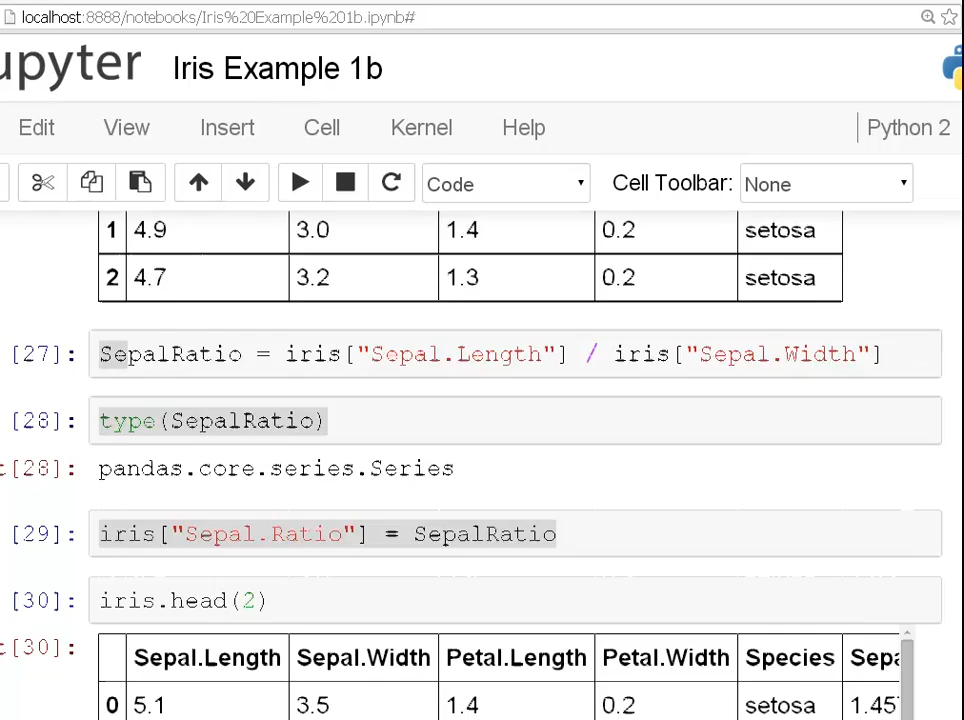 localhost:8888/notebooks/Iris%20Example%201b.ipynb#
upyter Iris Example 1b
Edit View Insert Cell Kernel Help Python 2
Code Cell Toolbar: None
1 4.9 3.0 1.4 0.2 setosa
2 4.7 3.2 1.3 0.2 setosa
[27]: SepalRatio = iris["Sepal.Length"] / iris["Sepal.Width"]
[28]: type(SepalRatio)
t[28]: pandas.core.series.Series
[29]: iris["Sepal.Ratio"] = SepalRatio
[30]: iris.head(2)
t[30]: Sepal.Length Sepal.Width Petal.Length Petal.Width Species Sepa
0 5.1 3.5 1.4 0.2 setosa 1.457